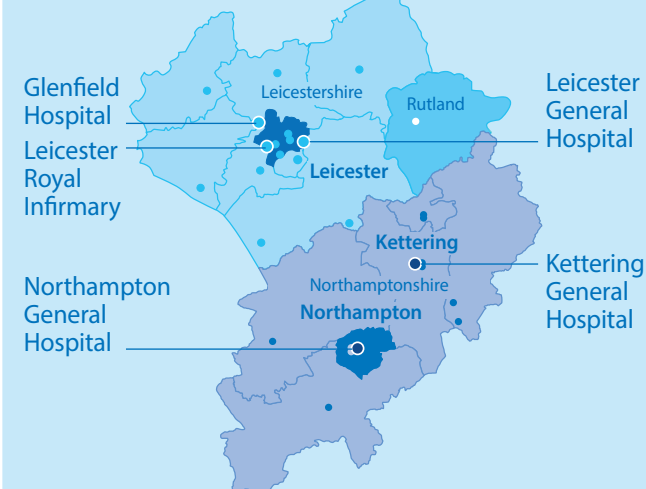 Glenfield
Hospital
Leicester
Royal
Infirmary
Leicestershire
Rutland
Leicester
General
Hospital
Leicester
Kettering
Northamptonshire
Northampton
Northampton
General
Hospital
Kettering
General
Hospital